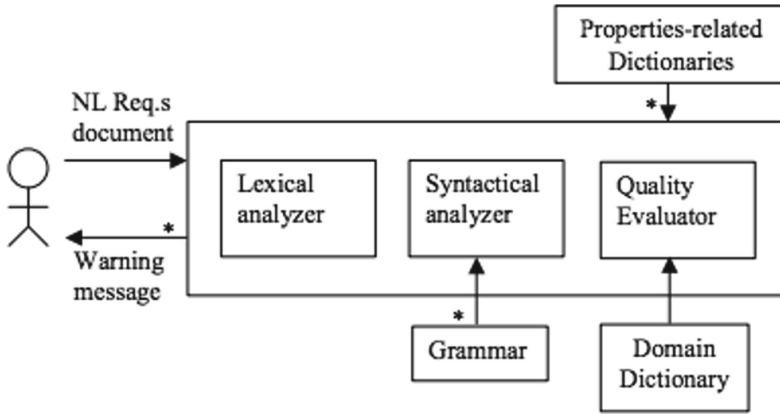 Properties-related
Dictionaries
*
NL Req.s
document
Lexical
analyzer
Syntactical
analyzer
Quality
Evaluator
*
Warning
message
*
Grammar
Domain
Dictionary